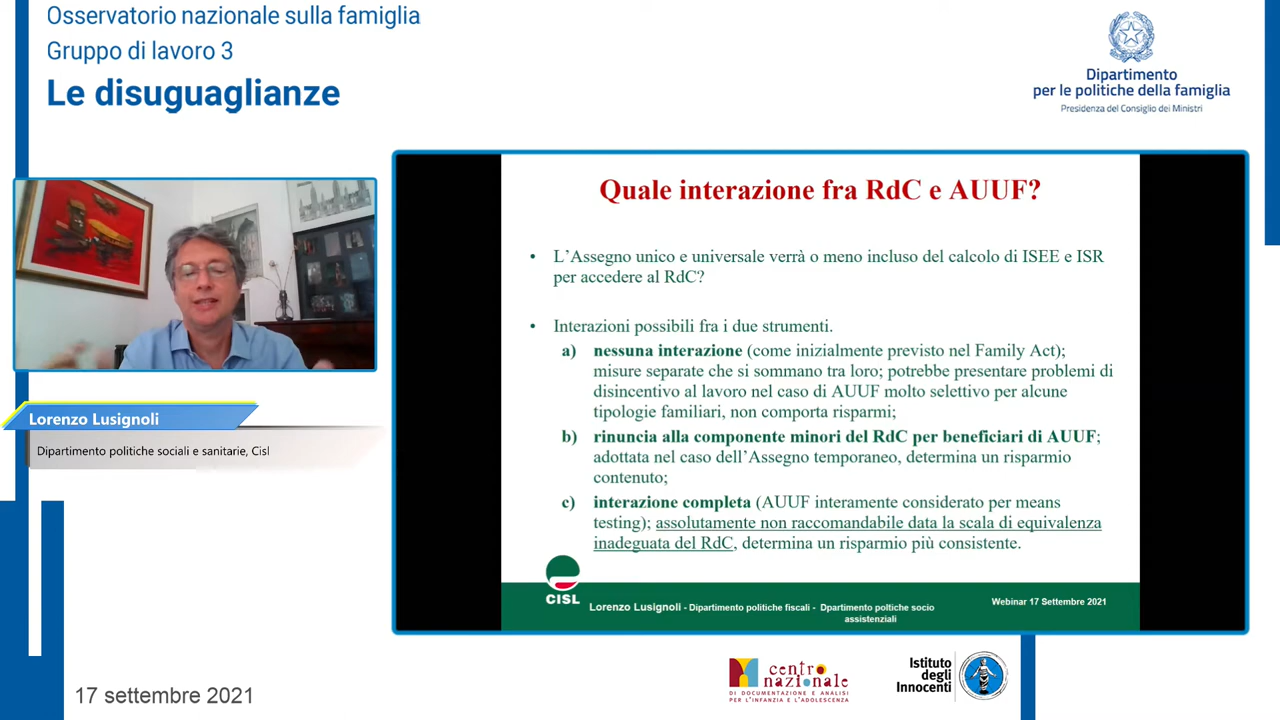 Osservatorio nazionale sulla famiglia
Gruppo di lavoro 3
Le disuguaglianze
Dipartimento
per le politiche della famiglia
Presidenza del Consiglio dei Ministri
Lorenzo Lusignoli
Dipartimento politiche sociali e sanitarie, Cisl
Quale interazione fra RdC e AUUF?
• L'Assegno unico e universale verrà o meno incluso del calcolo di ISEE e ISR
per accedere al RdC?
• Interazioni possibili fra i due strumenti.
a) nessuna interazione (come inizialmente previsto nel Family Act);
misure separate che si sommano tra loro; potrebbe presentare problemi di
disincentivo al lavoro nel caso di AUUF molto selettivo per alcune
tipologie familiari, non comporta risparmi;
b) rinuncia alla componente minori del RdC per beneficiari di AUUF;
adottata nel caso dell'Assegno temporaneo, determina un risparmio
contenuto;
c) interazione completa (AUUF interamente considerato per means
testing); assolutamente non raccomandabile data la scala di equivalenza
inadeguata del RdC, determina un risparmio più consistente.
CISL
Lorenzo Lusignoli - Dipartimento politiche fiscali - Dpartimento poltiche socio
assistenziali
Webinar 17 Settembre 2021
17 settembre 2021
centro
nazionale
DI DOCUMENTAZIONE E ANALISI
PER L'INFANZIA E L'ADOLESCENZA
Istituto
degli
Innocenti